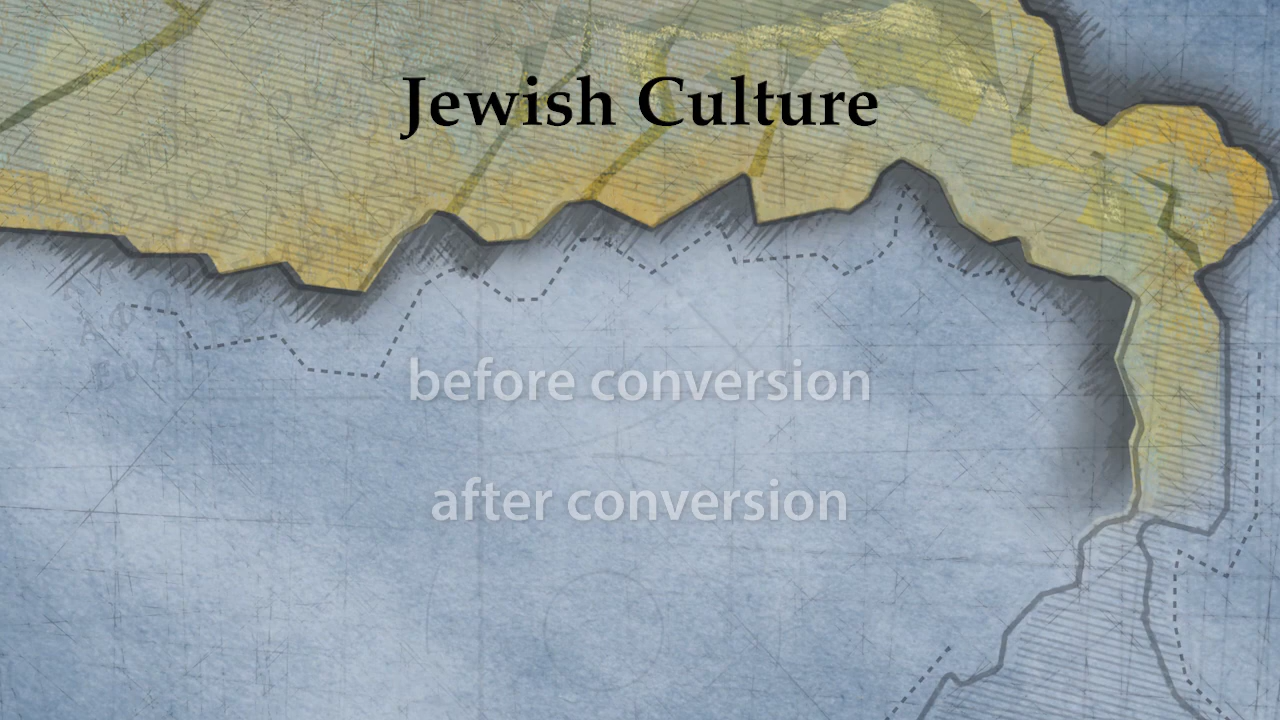 Jewish Culture
before conversion
after conversion